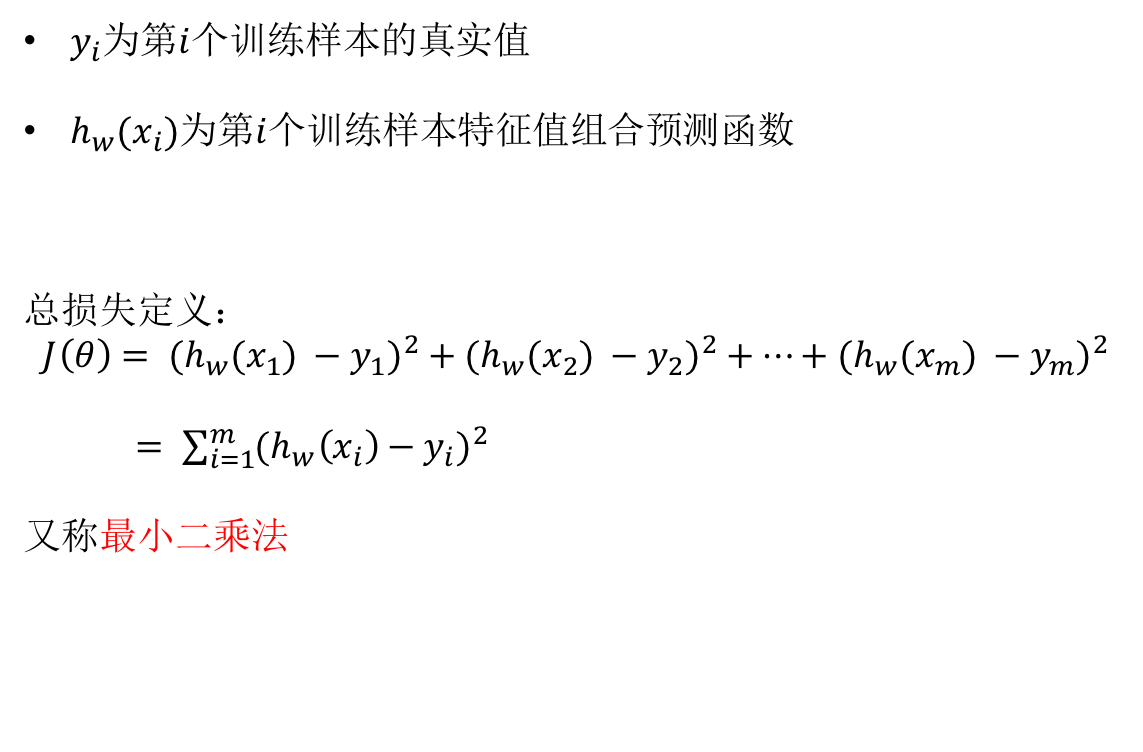 • yᵢ为第i个训练样本的真实值
• h_w(xᵢ)为第i个训练样本特征值组合预测函数
总损失定义：
J(θ) = (h_w(x₁) − y₁)² + (h_w(x₂) − y₂)² + ⋯ + (h_w(x_m) − y_m)²
= ∑_{i=1}^{m}(h_w(xᵢ) − yᵢ)²
又称最小二乘法